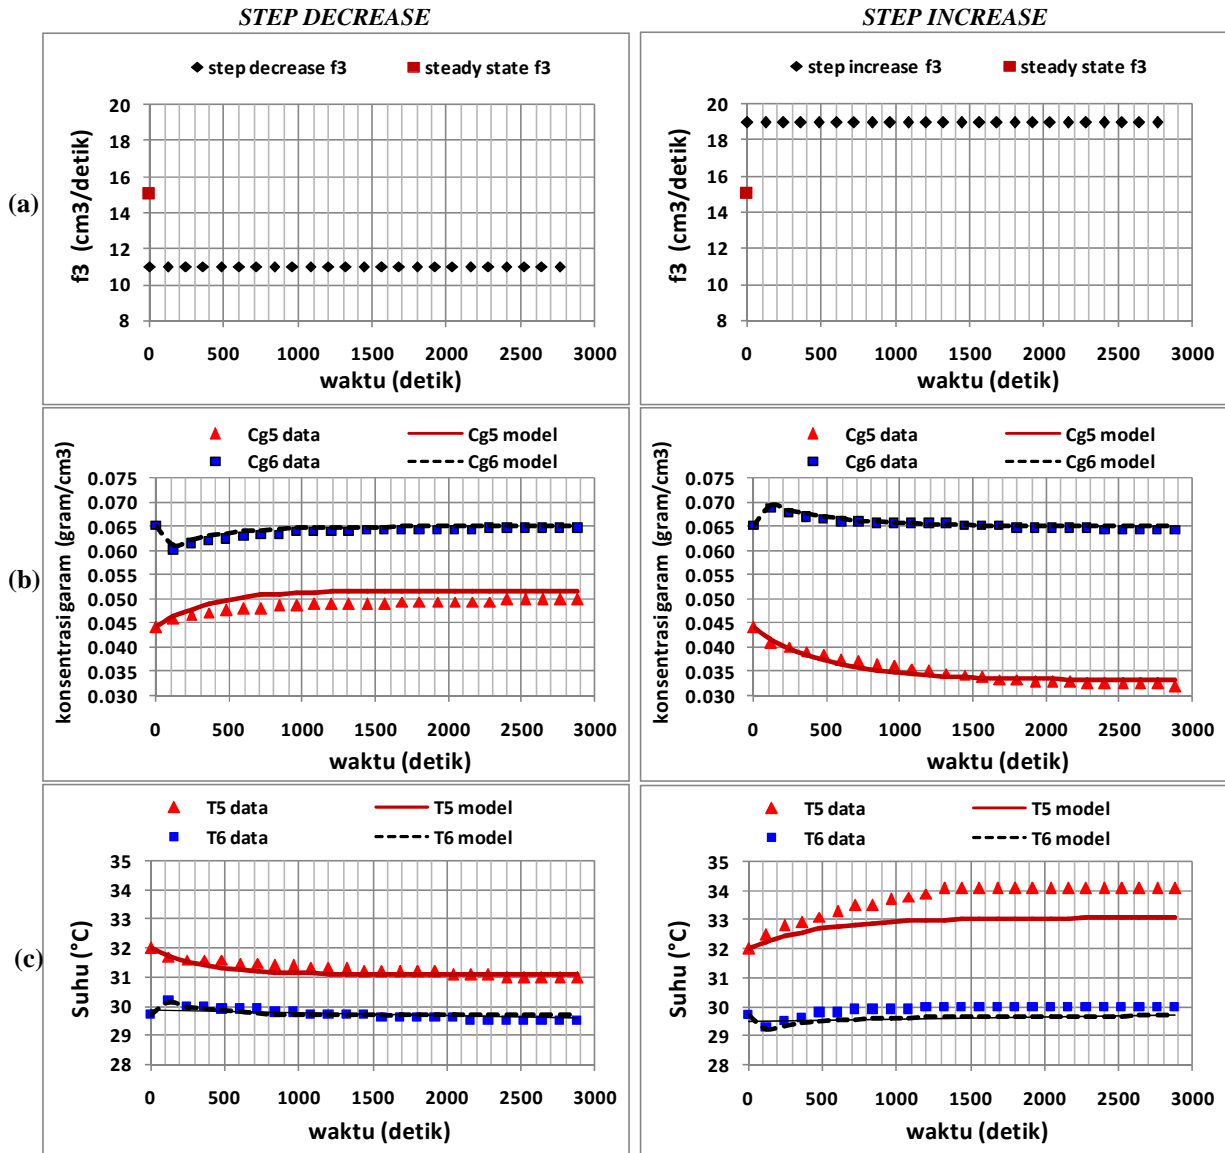 STEP DECREASE
STEP INCREASE
(a)
step decrease f3 steady state f3
f3 (cm3/detik)
20
18
16
14
12
10
8
0 500 1000 1500 2000 2500 3000
waktu (detik)
step increase f3 steady state f3
f3 (cm3/detik)
20
18
16
14
12
10
8
0 500 1000 1500 2000 2500 3000
waktu (detik)
(b)
Cg5 data Cg5 model
Cg6 data Cg6 model
konsentrasi garam (gram/cm3)
0.075
0.070
0.065
0.060
0.055
0.050
0.045
0.040
0.035
0.030
0 500 1000 1500 2000 2500 3000
waktu (detik)
Cg5 data Cg5 model
Cg6 data Cg6 model
konsentrasi garam (gram/cm3)
0.075
0.070
0.065
0.060
0.055
0.050
0.045
0.040
0.035
0.030
0 500 1000 1500 2000 2500 3000
waktu (detik)
(c)
T5 data T5 model
T6 data T6 model
Suhu (°C)
35
34
33
32
31
30
29
28
0 500 1000 1500 2000 2500 3000
waktu (detik)
T5 data T5 model
T6 data T6 model
Suhu (°C)
35
34
33
32
31
30
29
28
0 500 1000 1500 2000 2500 3000
waktu (detik)